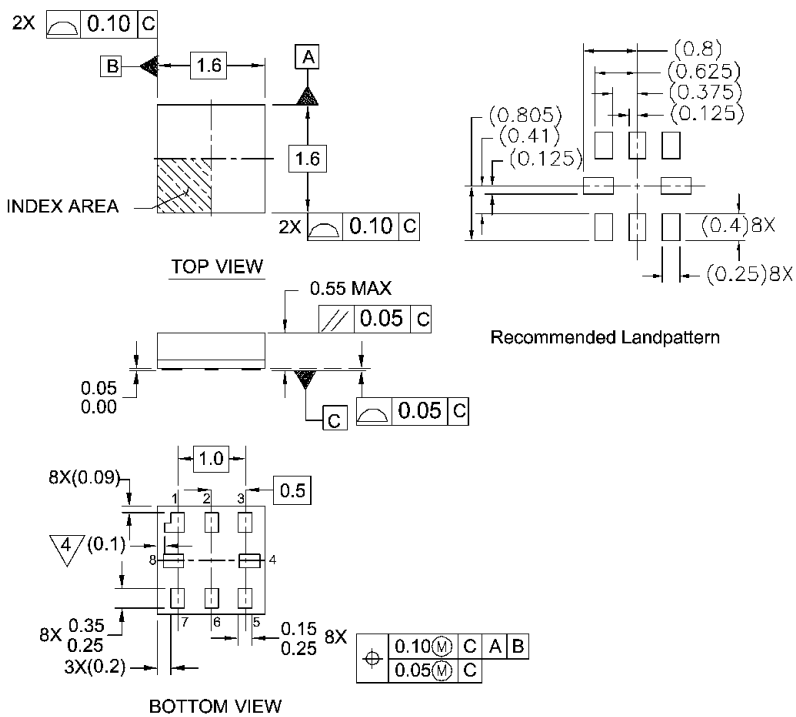 2X 0.10 C
B
1.6
A
1.6
INDEX AREA
2X 0.10 C
TOP VIEW
(0.8)
(0.625)
(0.375)
(0.125)
(0.805)
(0.41)
(0.125)
(0.4)8X
(0.25)8X
Recommended Landpattern
0.55 MAX
// 0.05 C
0.05
0.00
C
0.05 C
1.0
8X(0.09)
0.5
1 2 3
4 (0.1)
8 4
7 6 5
8X 0.35
0.25
3X(0.2)
0.15 8X
0.25
0.10 Ⓜ C A B
0.05 Ⓜ C
BOTTOM VIEW